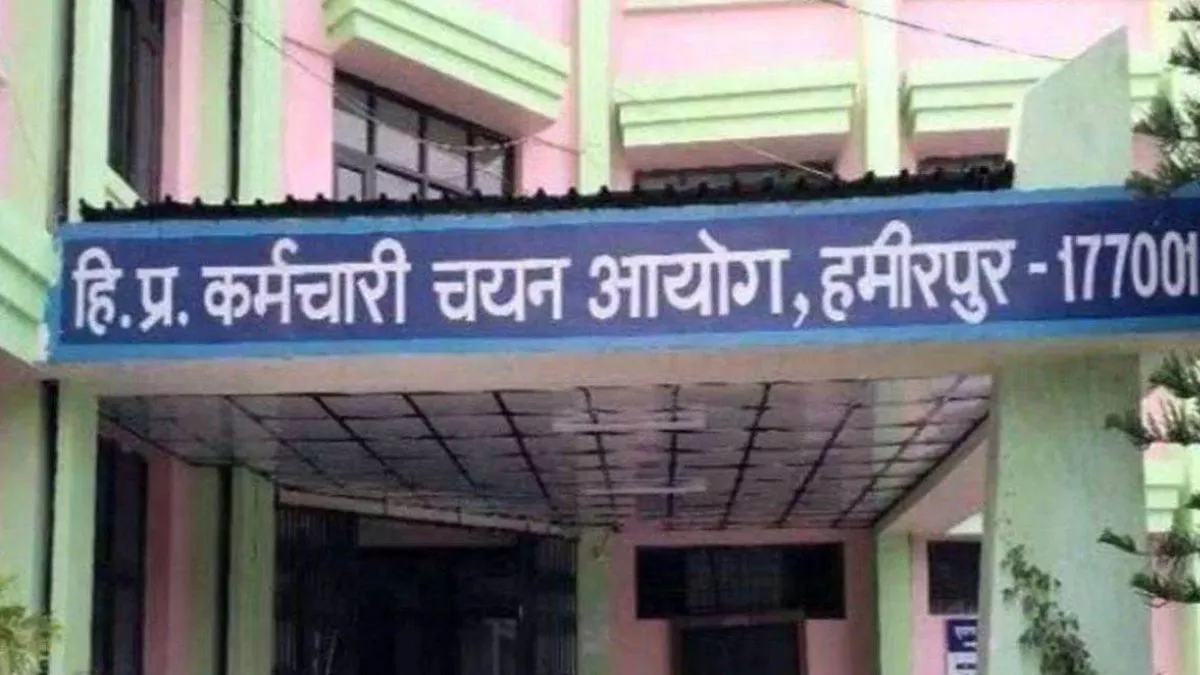 हि.प्र. कर्मचारी चयन आयोग, हमीरपुर - 177001